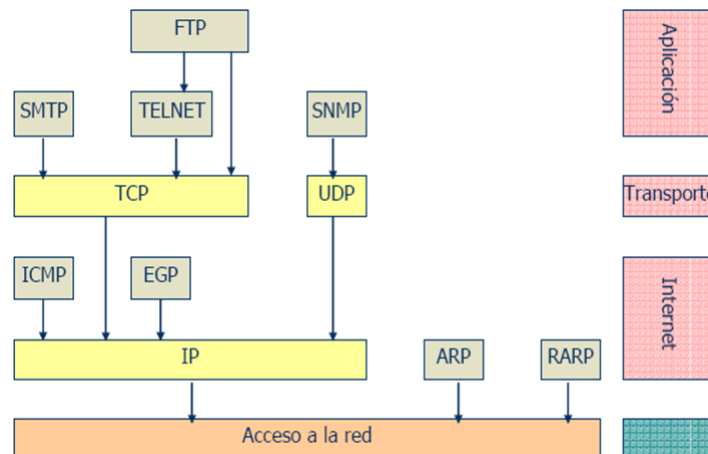 FTP
Aplicación
SMTP
TELNET
SNMP
TCP
UDP
Transporte
ICMP
EGP
Internet
IP
ARP
RARP
Acceso a la red